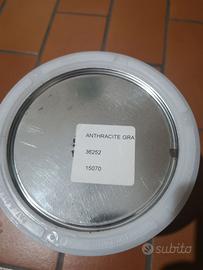 ANTHRACITE GRA
36252
15070
subito